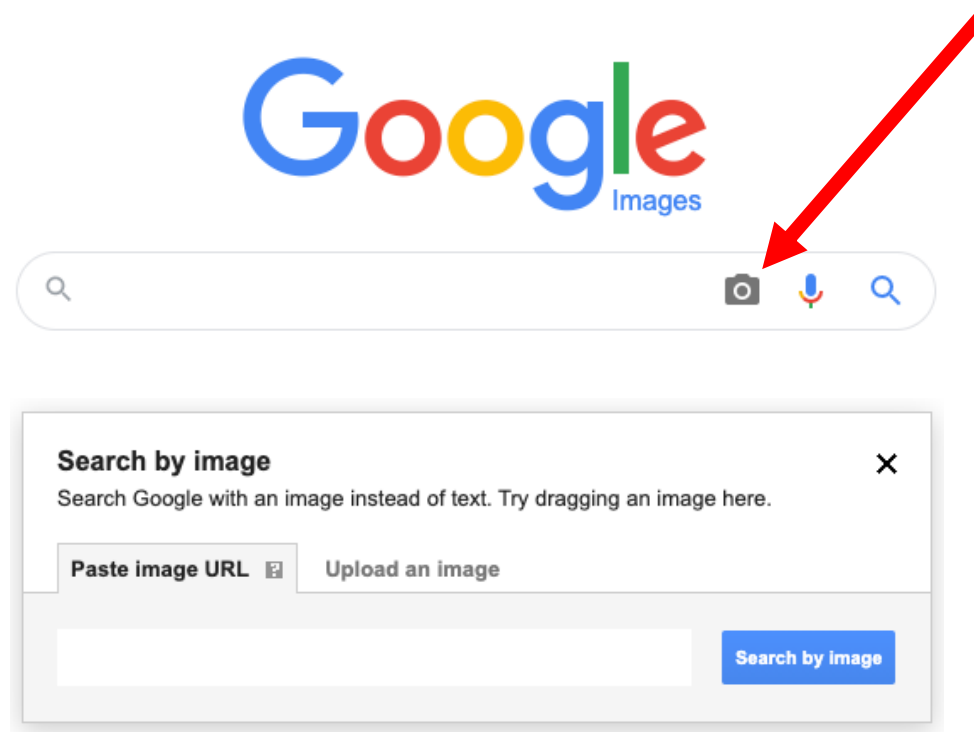 Google
Images
Search by image
Search Google with an image instead of text. Try dragging an image here.
Paste image URL ? Upload an image
Search by image